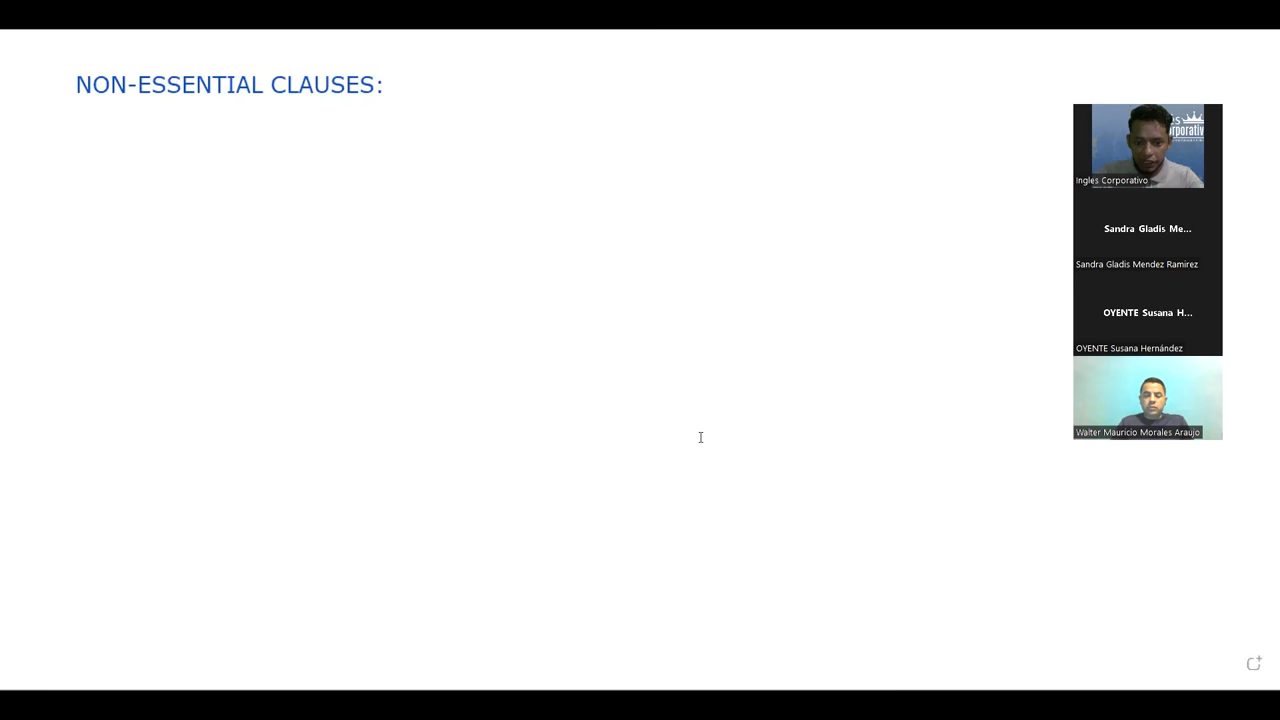 NON-ESSENTIAL CLAUSES:
Ingles Corporativo
Sandra Gladis Me...
Sandra Gladis Mendez Ramirez
OYENTE Susana H...
OYENTE Susana Hernández
Walter Mauricio Morales Araujo